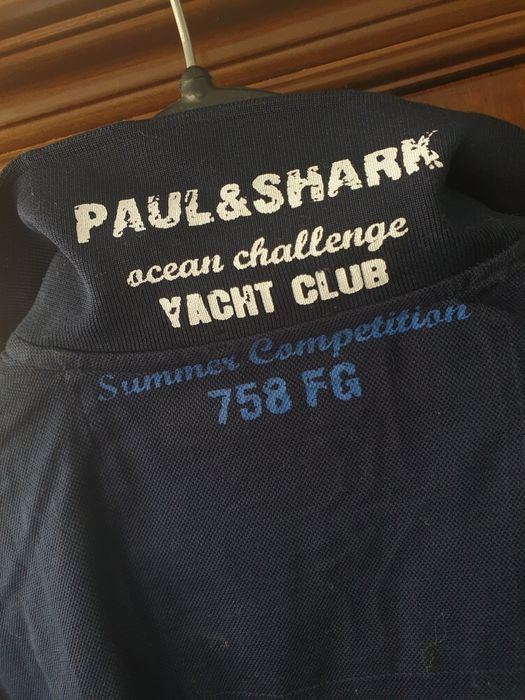 PAUL&SHARK
ocean challenge
YACHT CLUB
Summer Competition
758 FG